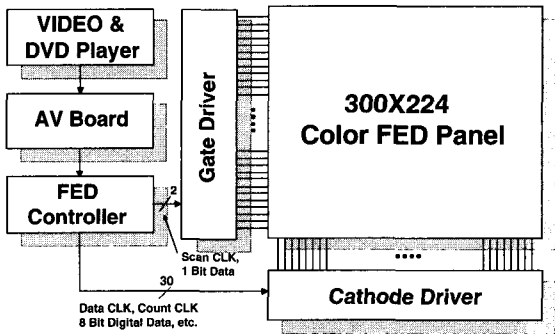 VIDEO &
DVD Player
AV Board
FED
Controller
2
Scan CLK,
1 Bit Data
30
Data CLK, Count CLK
8 Bit Digital Data, etc.
Gate Driver
300X224
Color FED Panel
Cathode Driver